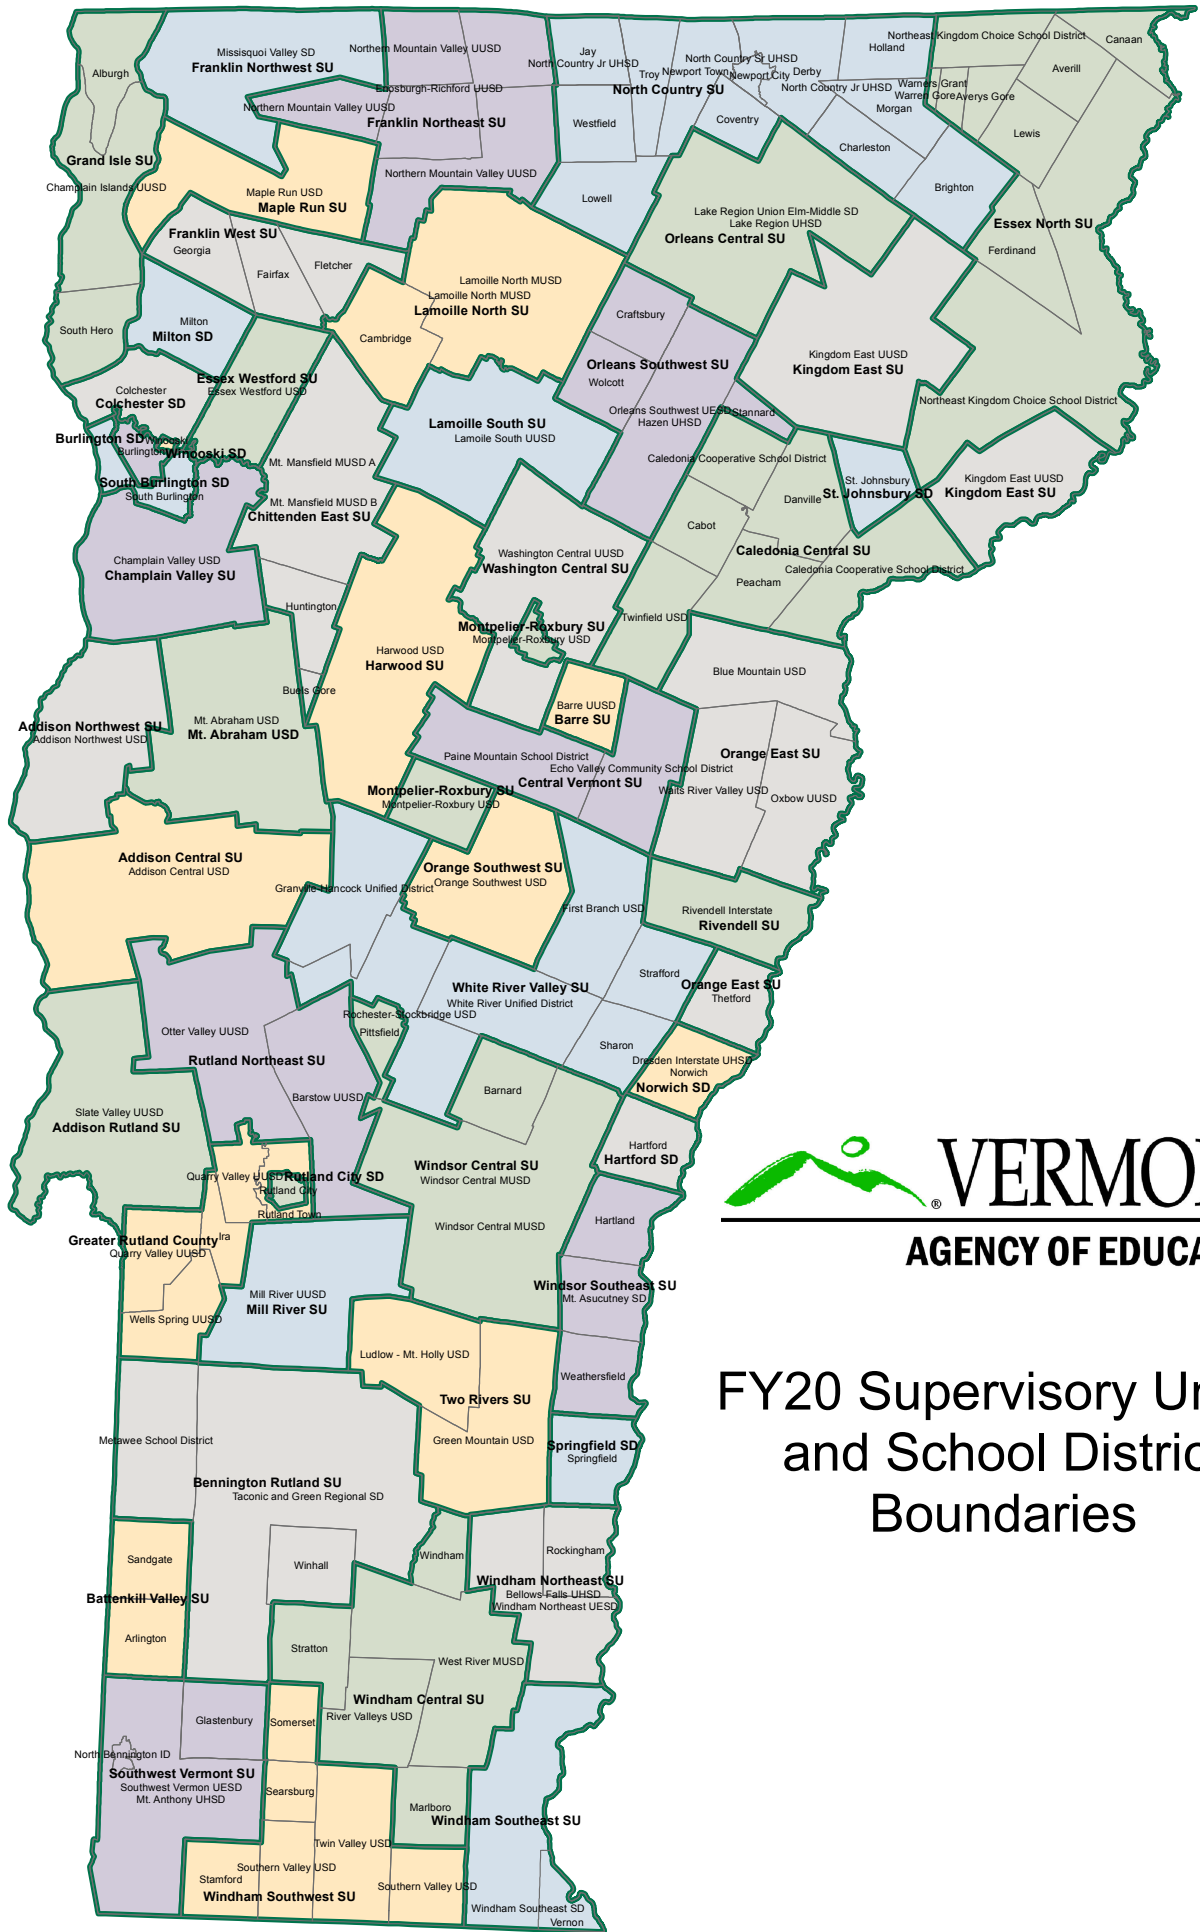 Alburgh
Grand Isle SU
Champlain Islands UUSD
South Hero
Missisquoi Valley SD
Franklin Northwest SU
Northern Mountain Valley UUSD
Enosburgh-Richford UUSD
Northern Mountain Valley UUSD
Franklin Northeast SU
Northern Mountain Valley UUSD
Maple Run USD
Maple Run SU
Franklin West SU
Georgia
Fairfax
Fletcher
Milton
Milton SD
Jay
North Country Jr UHSD
Troy
Newport Town
North Country Sr UHSD
Newport City
Derby
North Country SU
Holland
North Country Jr UHSD
Morgan
Westfield
Coventry
Charleston
Brighton
Lowell
Northeast Kingdom Choice School District
Canaan
Averill
Warners Grant
Warren Gore
Averys Gore
Lewis
Essex North SU
Ferdinand
Northeast Kingdom Choice School District
Lake Region Union Elm-Middle SD
Lake Region UHSD
Orleans Central SU
Lamoille North MUSD
Lamoille North MUSD
Lamoille North SU
Cambridge
Craftsbury
Orleans Southwest SU
Wolcott
Orleans Southwest UESD
Hazen UHSD
Stannard
Kingdom East UUSD
Kingdom East SU
Essex Westford SU
Essex Westford USD
Colchester
Colchester SD
Burlington SD
Burlington
Winooski
Winooski SD
South Burlington SD
South Burlington
Lamoille South SU
Lamoile South UUSD
Mt. Mansfield MUSD A
Mt. Mansfield MUSD B
Chittenden East SU
Huntington
Buels Gore
Caledonia Cooperative School District
Danville
St. Johnsbury
St. Johnsbury SD
Kingdom East UUSD
Kingdom East SU
Cabot
Caledonia Central SU
Caledonia Cooperative School District
Peacham
Twinfield USD
Champlain Valley USD
Champlain Valley SU
Washington Central UUSD
Washington Central SU
Montpelier-Roxbury SU
Montpelier-Roxbury USD
Harwood USD
Harwood SU
Blue Mountain USD
Barre UUSD
Barre SU
Addison Northwest SU
Addison Northwest USD
Mt. Abraham USD
Mt. Abraham USD
Paine Mountain School District
Echo Valley Community School District
Central Vermont SU
Orange East SU
Waits River Valley USD
Oxbow UUSD
Montpelier-Roxbury SU
Montpelier-Roxbury USD
Addison Central SU
Addison Central USD
Granville-Hancock Unified District
Orange Southwest SU
Orange Southwest USD
First Branch USD
Rivendell Interstate
Rivendell SU
Strafford
Orange East SU
Thetford
White River Valley SU
White River Unified District
Rochester-Stockbridge USD
Pittsfield
Sharon
Dresden Interstate UHSD
Norwich
Norwich SD
Otter Valley UUSD
Rutland Northeast SU
Barstow UUSD
Barnard
Slate Valley UUSD
Addison Rutland SU
Hartford
Hartford SD
Windsor Central SU
Windsor Central MUSD
Windsor Central MUSD
Quarry Valley UUSD
Rutland City SD
Rutland City
Rutland Town
Greater Rutland County
Ira
Quarry Valley UUSD
Wells Spring UUSD
Hartland
Windsor Southeast SU
Mt. Asucutney SD
Weathersfield
Mill River UUSD
Mill River SU
Ludlow - Mt. Holly USD
Two Rivers SU
Green Mountain USD
Springfield SD
Springfield
Metawee School District
Bennington Rutland SU
Taconic and Green Regional SD
Winhall
Windham
Rockingham
Windham Northeast SU
Bellows Falls UHSD
Windham Northeast UESD
Sandgate
Battenkill Valley SU
Arlington
Stratton
West River MUSD
Windham Central SU
River Valleys USD
Glastenbury
Somerset
North Bennington ID
Southwest Vermont SU
Southwest Vermon UESD
Mt. Anthony UHSD
Searsburg
Marlboro
Windham Southeast SU
Twin Valley USD
Southern Valley USD
Stamford
Windham Southwest SU
Southern Valley USD
Windham Southeast SD
Vernon
® VERMO
AGENCY OF EDUCA
FY20 Supervisory Un
and School Distric
Boundaries